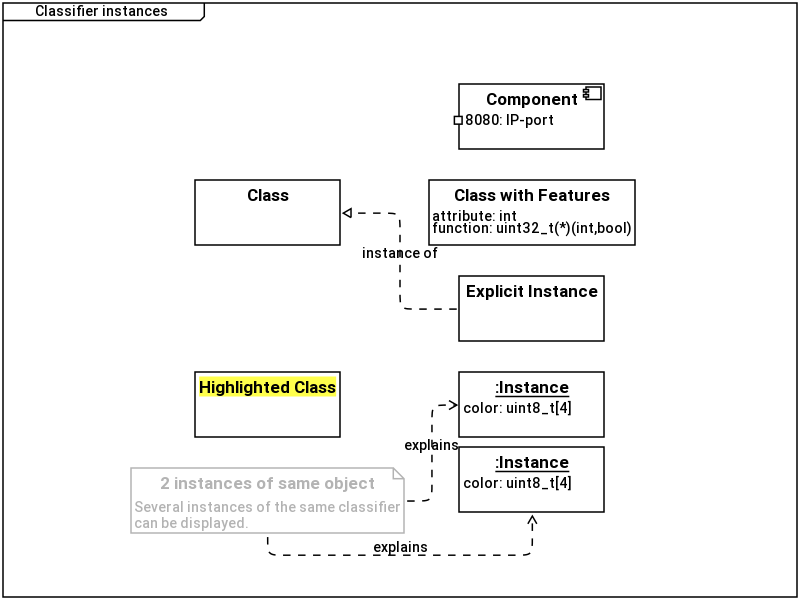 Classifier instances
Component
8080: IP-port
Class
Class with Features
attribute: int
function: uint32_t(*)(int,bool)
instance of
Explicit Instance
Highlighted Class
:Instance
color: uint8_t[4]
explains
:Instance
color: uint8_t[4]
2 instances of same object
Several instances of the same classifier
can be displayed.
explains